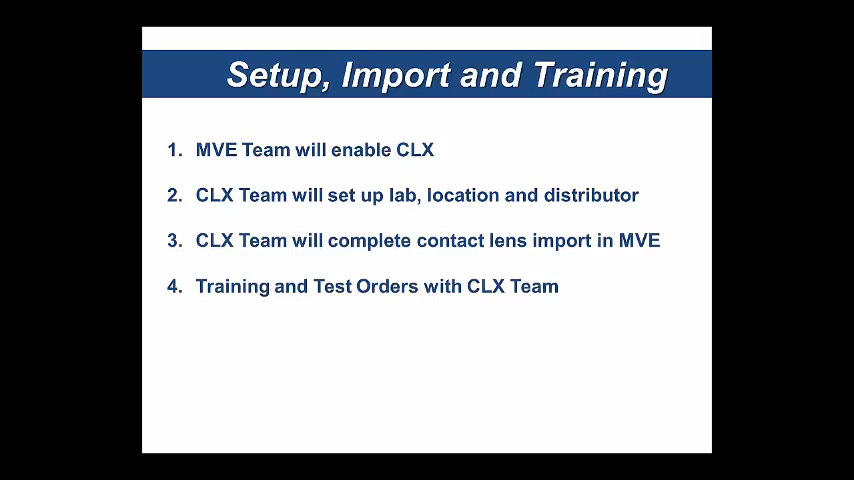 Setup, Import and Training
1. MVE Team will enable CLX
2. CLX Team will set up lab, location and distributor
3. CLX Team will complete contact lens import in MVE
4. Training and Test Orders with CLX Team